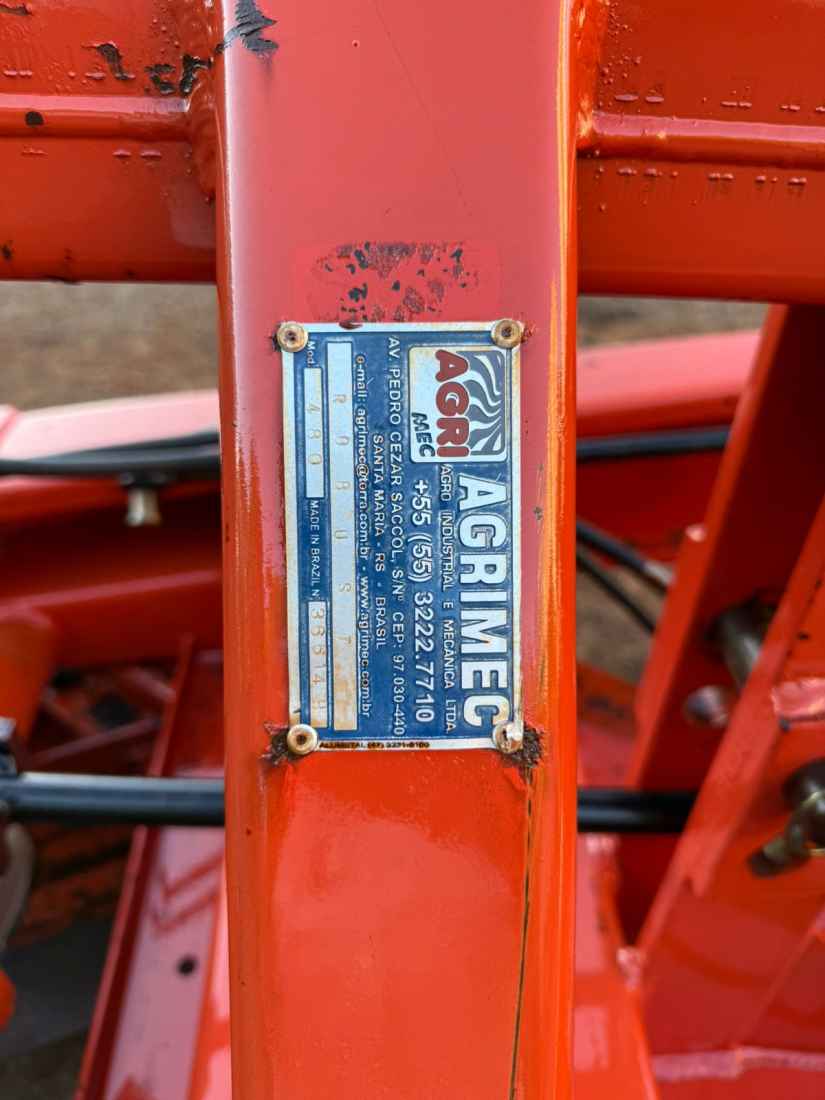 AGRI
MEC
AGRIMEC
AGRO INDUSTRIAL E MECÂNICA LTDA
+55 (55) 3222.7710
AV. PEDRO CEZAR SACCOL, S/Nº CEP: 97.030-440
SANTA MARIA - RS - BRASIL
e-mail: agrimec@terra.com.br - www.agrimec.com.br
ROBUST
Mod. 480 MADE IN BRAZIL Nº